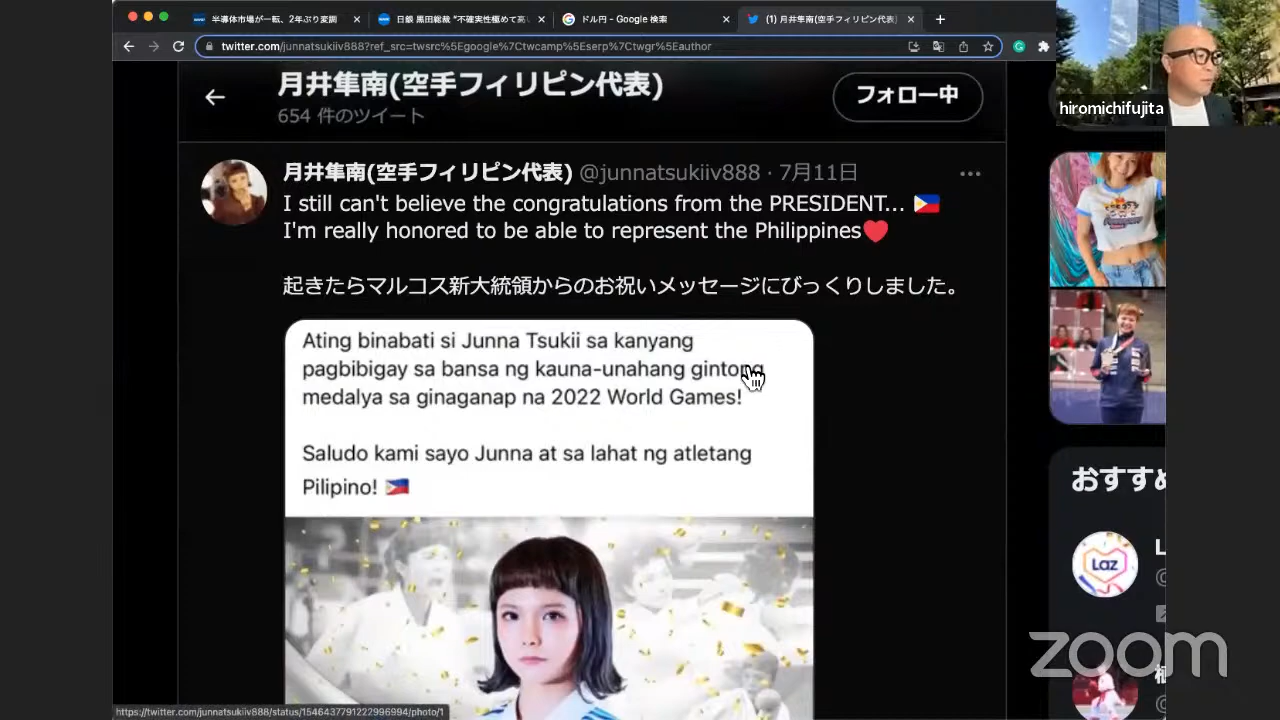 半導体市場が一転、2年ぶり変調
日銀 黒田総裁 "不確実性極めて高い
ドル円 - Google 検索
(1) 月井隼南(空手フィリピン代表)
twitter.com/junnatsukiiv888?ref_src=twsrc%5Egoogle%7Ctwcamp%5Eserp%7Ctwgr%5Eauthor
hiromichifujita
月井隼南(空手フィリピン代表)
654 件のツイート
フォロー中
月井隼南(空手フィリピン代表) @junnatsukiiv888 · 7月11日
I still can't believe the congratulations from the PRESIDENT... 🇵🇭
I'm really honored to be able to represent the Philippines❤️
起きたらマルコス新大統領からのお祝いメッセージにびっくりしました。
Ating binabati si Junna Tsukii sa kanyang
pagbibigay sa bansa ng kauna-unahang gintong
medalya sa ginaganap na 2022 World Games!
Saludo kami sayo Junna at sa lahat ng atletang
Pilipino! 🇵🇭
おすすめ
Laz
L
zoom
https://twitter.com/junnatsukiiv888/status/1546437791222996994/photo/1